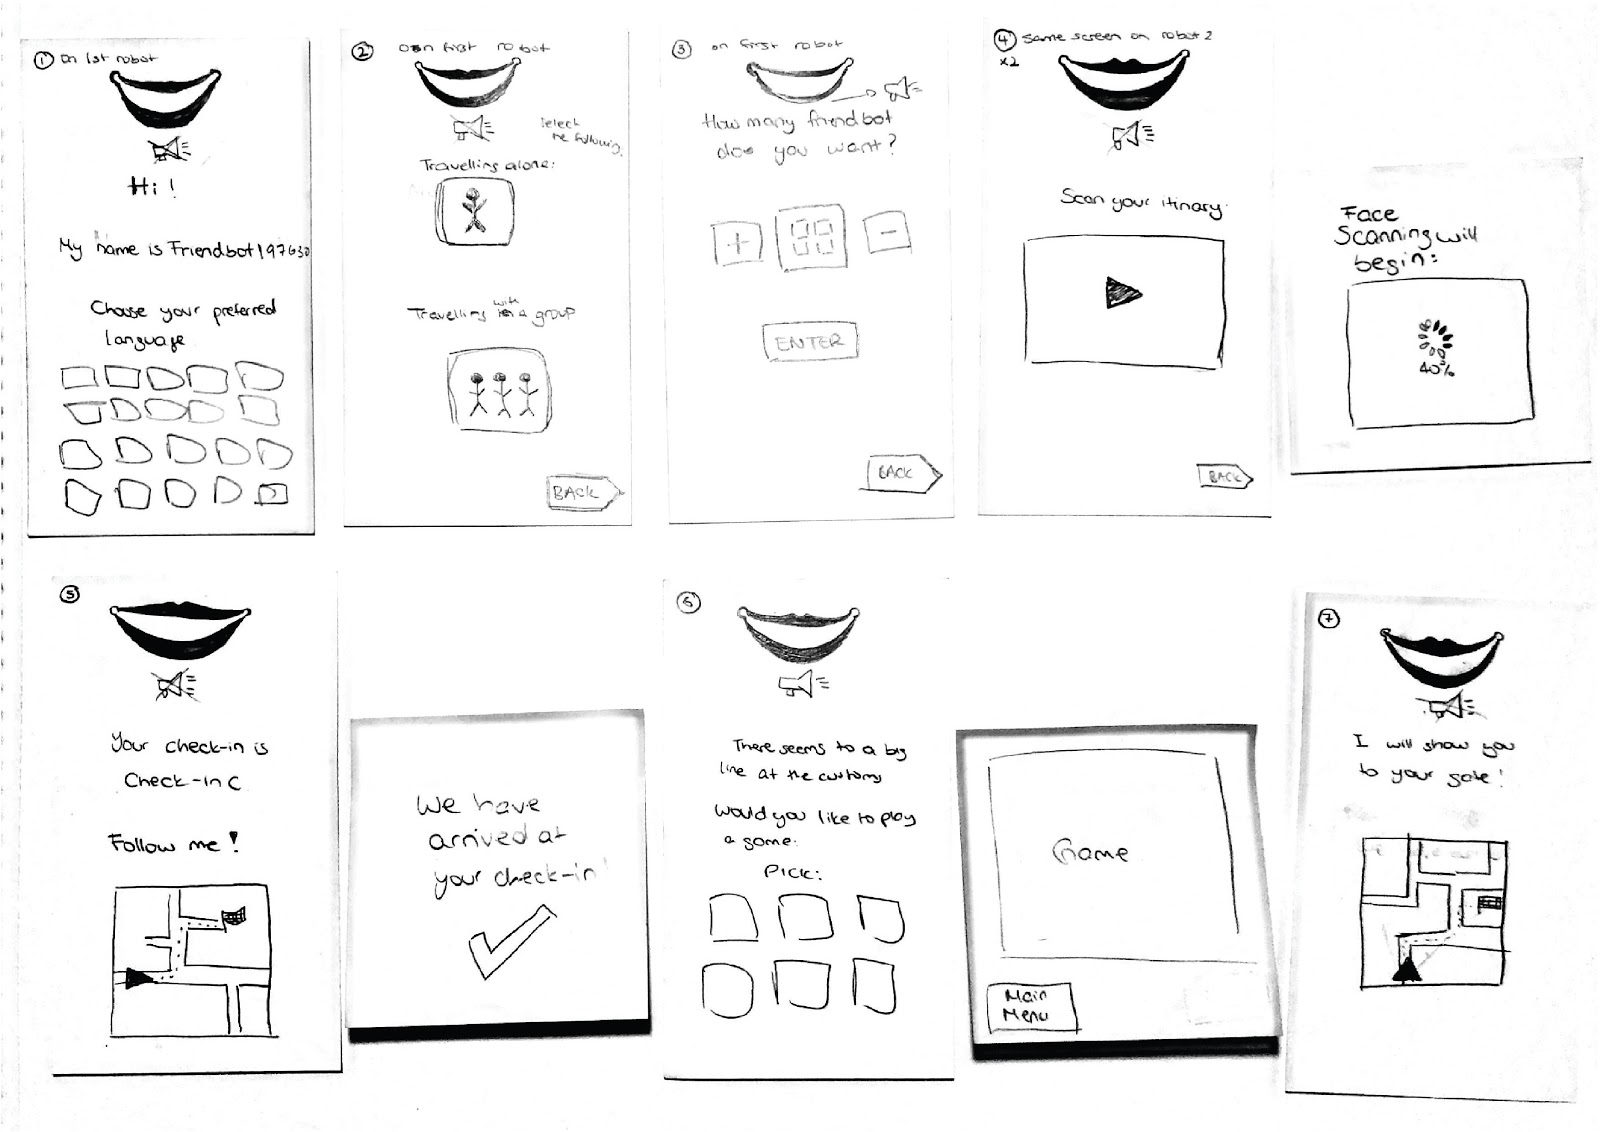 ① on 1st robot
Hi!
My name is Friendbot197630
Choose your preferred
language
② on first robot
select
the following.
Travelling alone:
Travelling with a group
BACK
③ on first robot
How many friendbot
does you want?
+
-
ENTER
BACK
④ same screen on robot 2
x2
Scan your itinary
BACK
Face
Scanning will
begin:
40%
⑤
Your check-in is
Check-in C
Follow me!
We have
arrived at
your check-in!
⑥
There seems to a big
line at the customs
Would you like to play
a game.
PICK:
Game
Main
Menu
⑦
I will show you
to your gate!